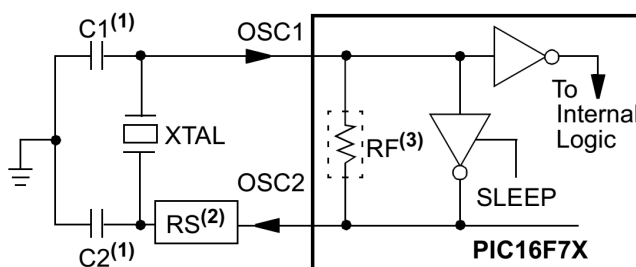 C1(1)
OSC1
To
Internal
Logic
XTAL
RF(3)
OSC2
SLEEP
RS(2)
C2(1)
PIC16F7X